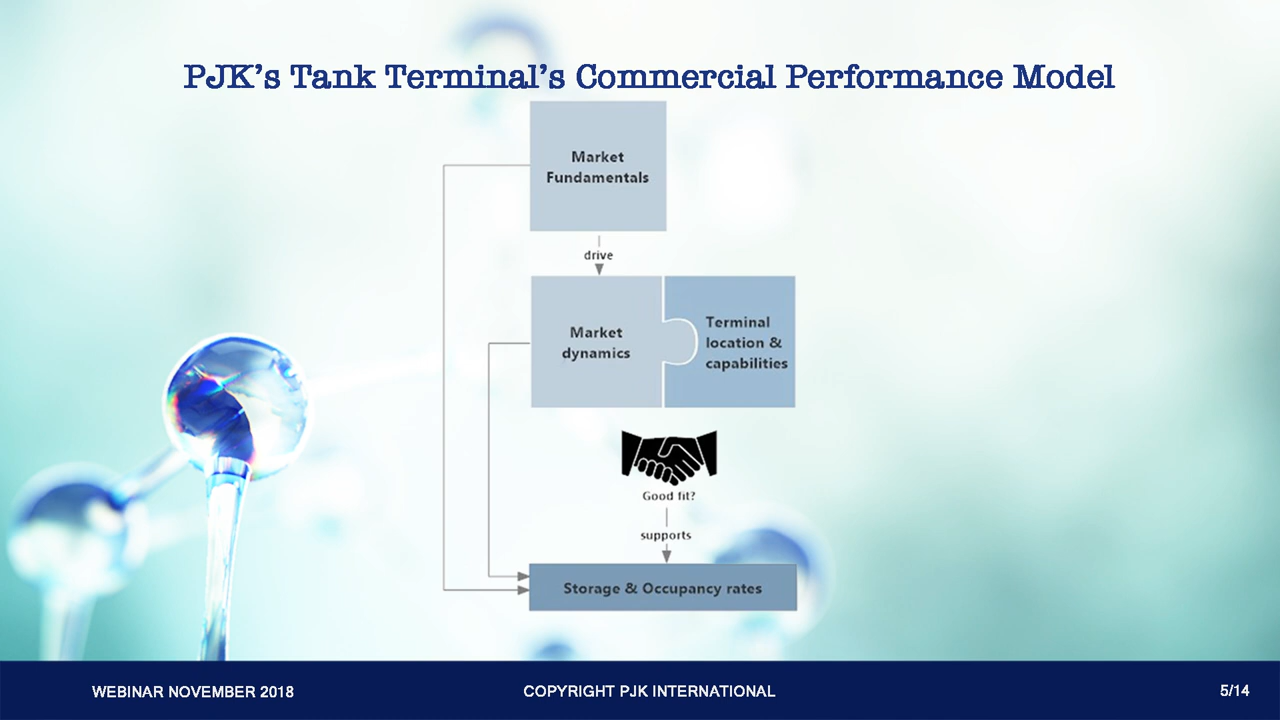 PJK’s Tank Terminal’s Commercial Performance Model
Market
Fundamentals
drive
Market
dynamics
Terminal
location &
capabilities
Good fit?
supports
Storage & Occupancy rates
WEBINAR NOVEMBER 2018
COPYRIGHT PJK INTERNATIONAL
5/14